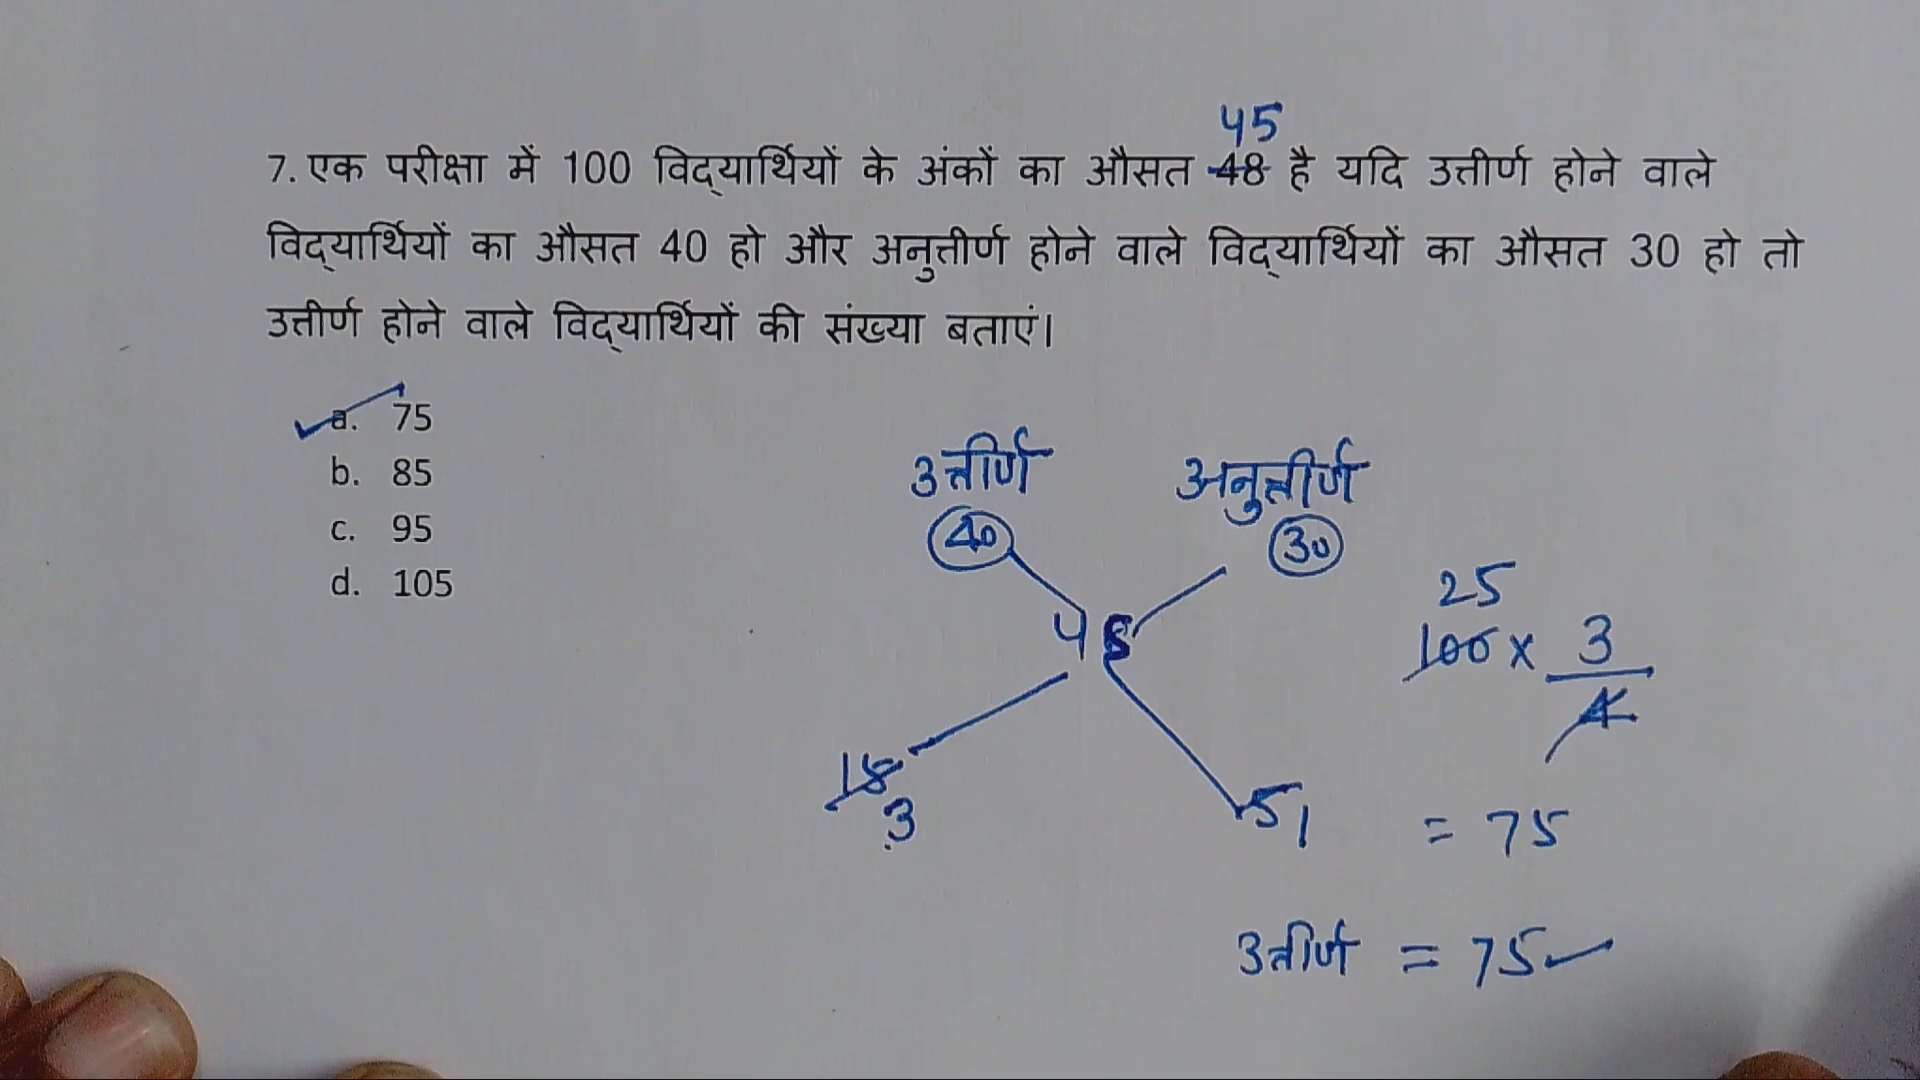 45
7. एक परीक्षा में 100 विद्यार्थियों के अंकों का औसत 48 है यदि उत्तीर्ण होने वाले
विद्यार्थियों का औसत 40 हो और अनुत्तीर्ण होने वाले विद्यार्थियों का औसत 30 हो तो
उत्तीर्ण होने वाले विद्यार्थियों की संख्या बताएं।
a. 75
b. 85
c. 95
d. 105
उत्तीर्ण अनुत्तीर्ण
40 30
25
45 100 x 3
4
15 3 5 1 = 75
उत्तीर्ण = 75